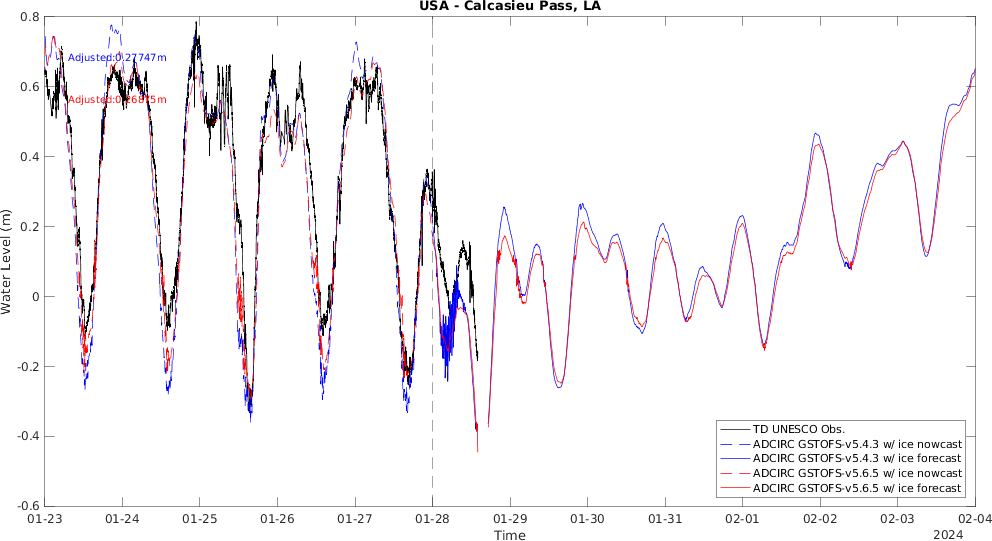 USA - Calcasieu Pass, LA
0.8
0.6
0.4
0.2
0
-0.2
-0.4
-0.6
Water Level (m)
Adjusted:0.27747m
Adjusted:0.26875m
TD UNESCO Obs.
ADCIRC GSTOFS-v5.4.3 w/ ice nowcast
ADCIRC GSTOFS-v5.4.3 w/ ice forecast
ADCIRC GSTOFS-v5.6.5 w/ ice nowcast
ADCIRC GSTOFS-v5.6.5 w/ ice forecast
01-23 01-24 01-25 01-26 01-27 01-28 01-29 01-30 01-31 02-01 02-02 02-03 02-04
Time
2024